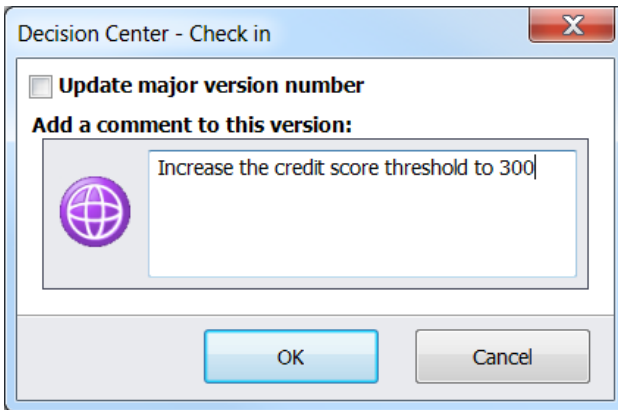 Decision Center - Check in
Update major version number
Add a comment to this version:
Increase the credit score threshold to 300
OK
Cancel